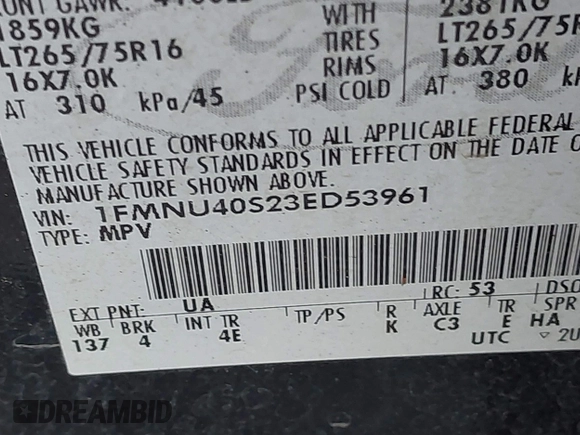 1859KG
LT265/75R16
16X7.0K
AT 310 kPa/45
WITH
TIRES
RIMS
PSI COLD
2381KG
LT265/75R
16X7.0K
AT 380 k
THIS VEHICLE CONFORMS TO ALL APPLICABLE FEDERAL
VEHICLE SAFETY STANDARDS IN EFFECT ON THE DATE O
MANUFACTURE SHOWN ABOVE.
VIN: 1FMNU40S23ED53961
TYPE: MPV
EXT PNT: UA RC: 53 DSO
WB BRK INT TR TP/PS R AXLE TR SPR
137 4 4E K C3 E HA
UTC
DREAMBID